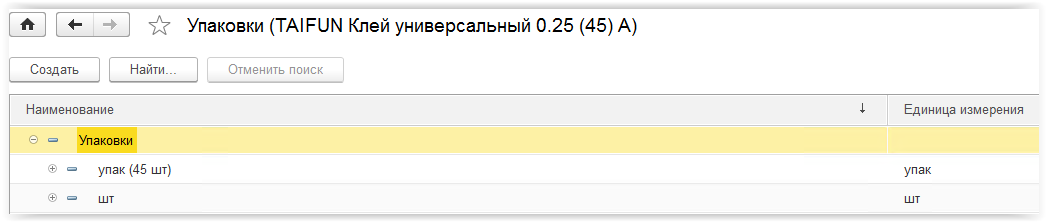 Упаковки (TAIFUN Клей универсальный 0.25 (45) А)
Создать Найти... Отменить поиск
Наименование Единица измерения
Упаковки
упак (45 шт) упак
шт шт